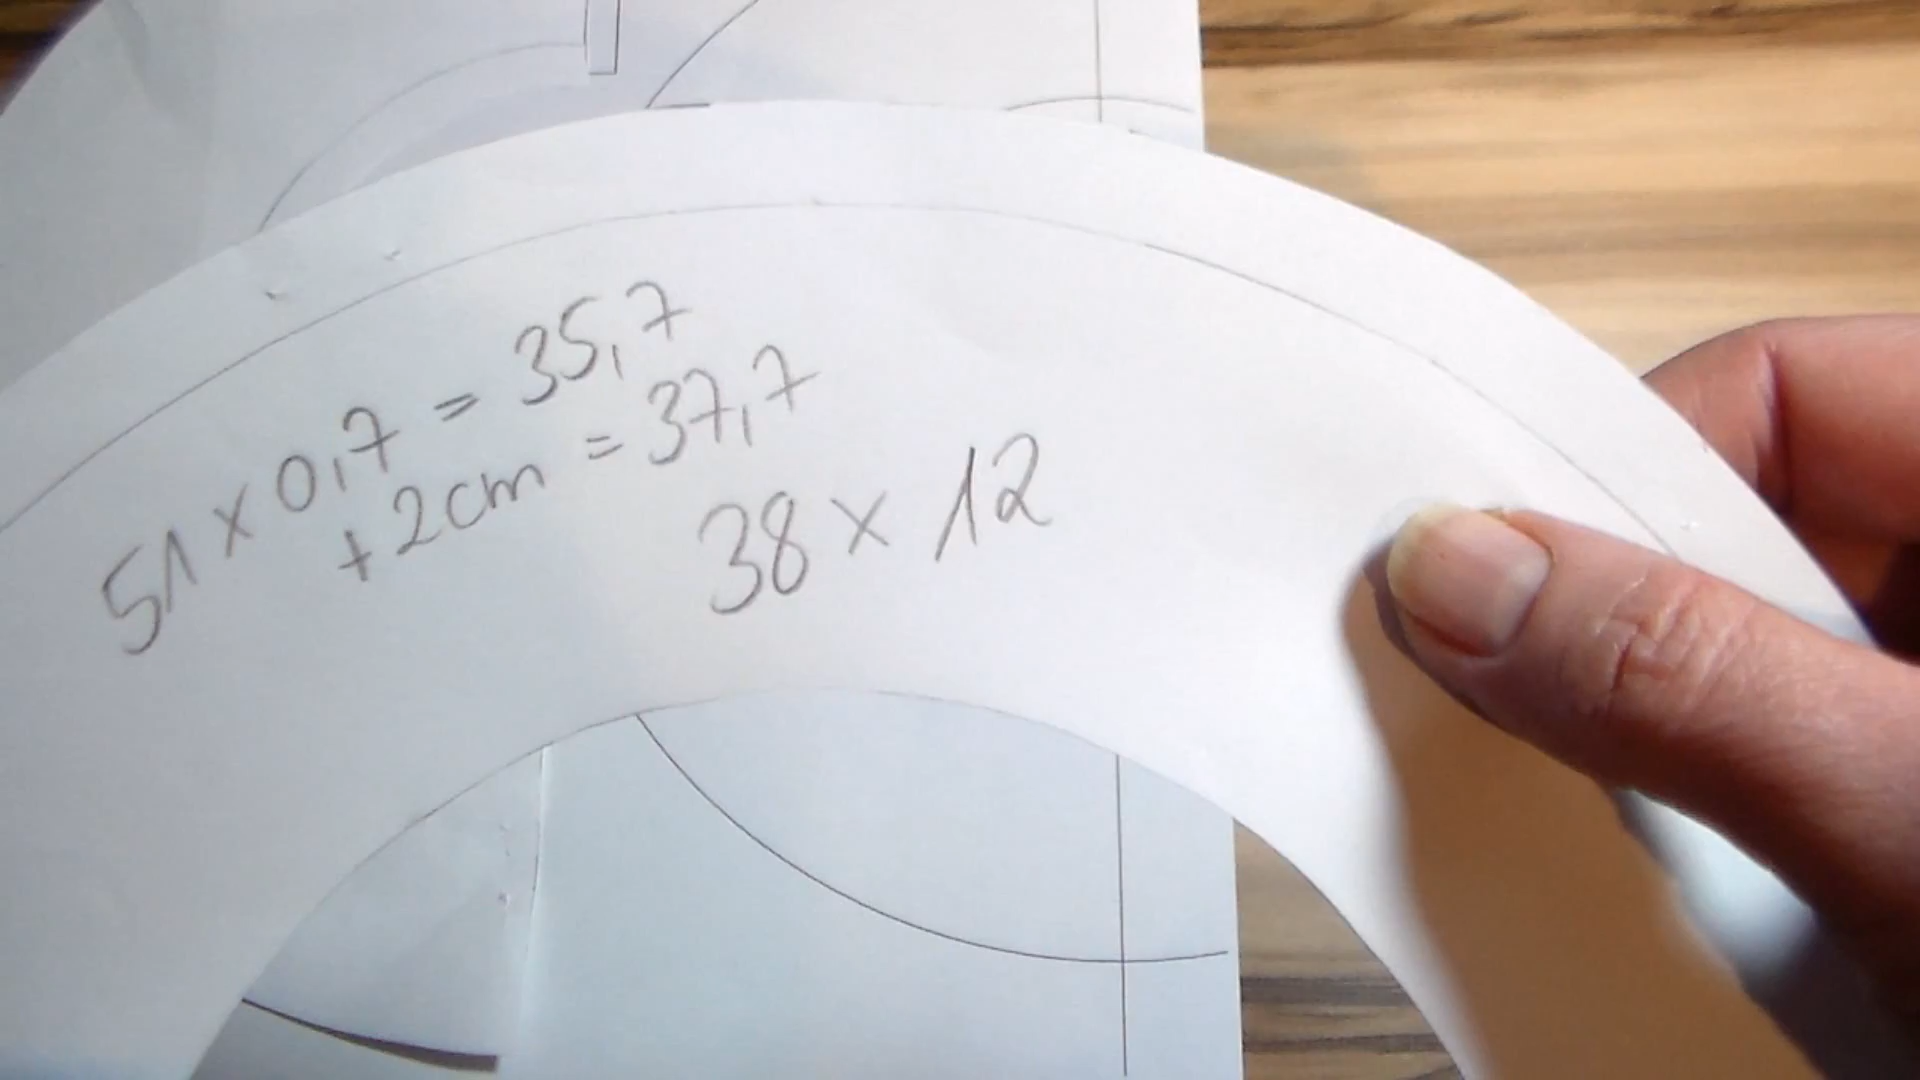 51 x 0,7 = 35,7
+ 2cm = 37,7
38 x 12